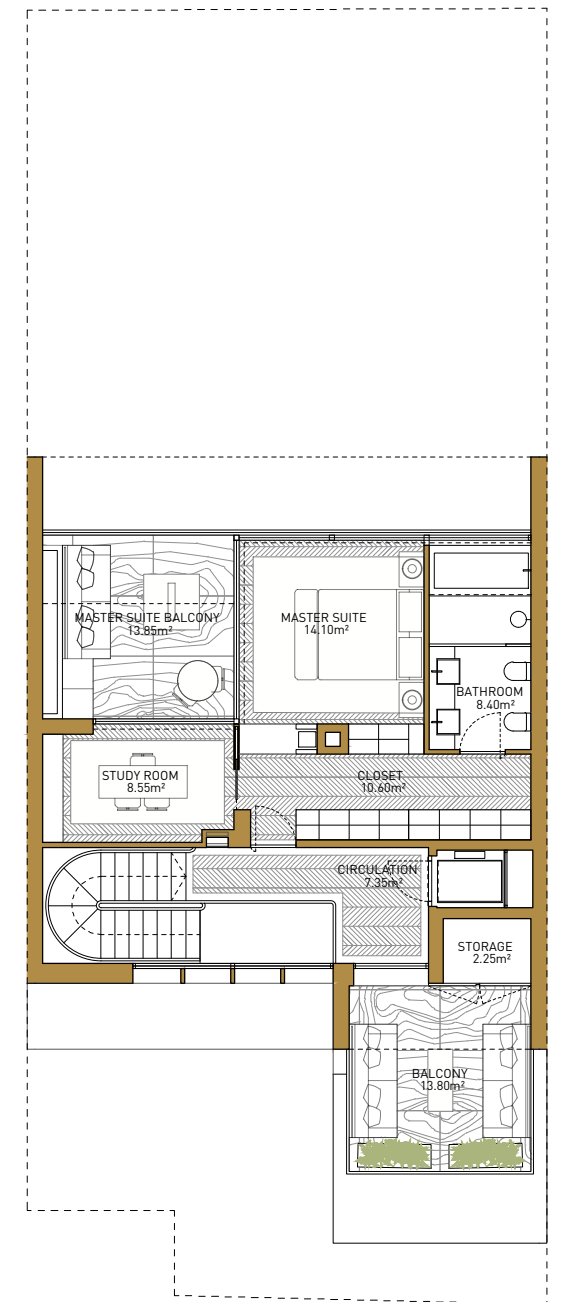 MASTER SUITE BALCONY
13.85m²
MASTER SUITE
14.10m²
BATHROOM
8.40m²
STUDY ROOM
8.55m²
CLOSET
10.60m²
CIRCULATION
7.35m²
STORAGE
2.25m²
BALCONY
13.80m²